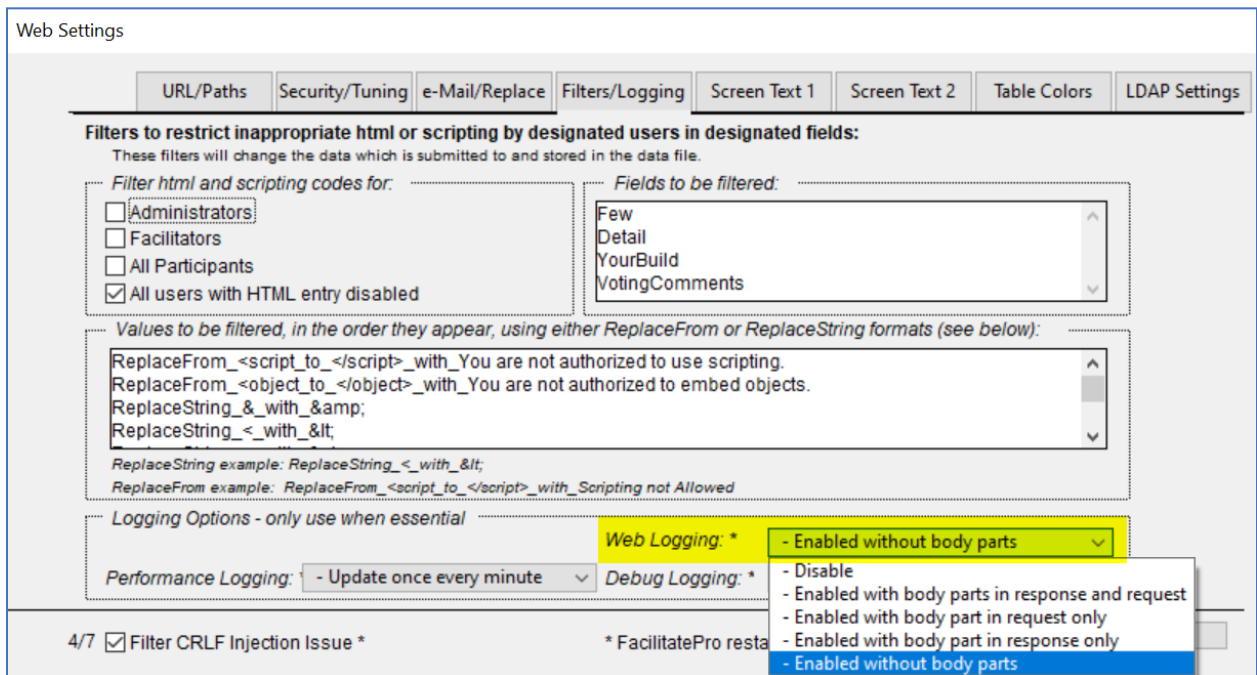 Web Settings
URL/Paths Security/Tuning e-Mail/Replace Filters/Logging Screen Text 1 Screen Text 2 Table Colors LDAP Settings
Filters to restrict inappropriate html or scripting by designated users in designated fields:
These filters will change the data which is submitted to and stored in the data file.
Filter html and scripting codes for:
Administrators
Facilitators
All Participants
All users with HTML entry disabled
Fields to be filtered:
Few
Detail
YourBuild
VotingComments
Values to be filtered, in the order they appear, using either ReplaceFrom or ReplaceString formats (see below):
ReplaceFrom_<script_to_</script>_with_You are not authorized to use scripting.
ReplaceFrom_<object_to_</object>_with_You are not authorized to embed objects.
ReplaceString_&_with_&amp;
ReplaceString_<_with_&lt;
ReplaceString example: ReplaceString_<_with_&lt;
ReplaceFrom example: ReplaceFrom_<script_to_</script>_with_Scripting not Allowed
Logging Options - only use when essential
Web Logging: * - Enabled without body parts
Performance Logging: - Update once every minute Debug Logging: *
- Disable
- Enabled with body parts in response and request
- Enabled with body part in request only
- Enabled with body part in response only
- Enabled without body parts
4/7 Filter CRLF Injection Issue * * FacilitatePro